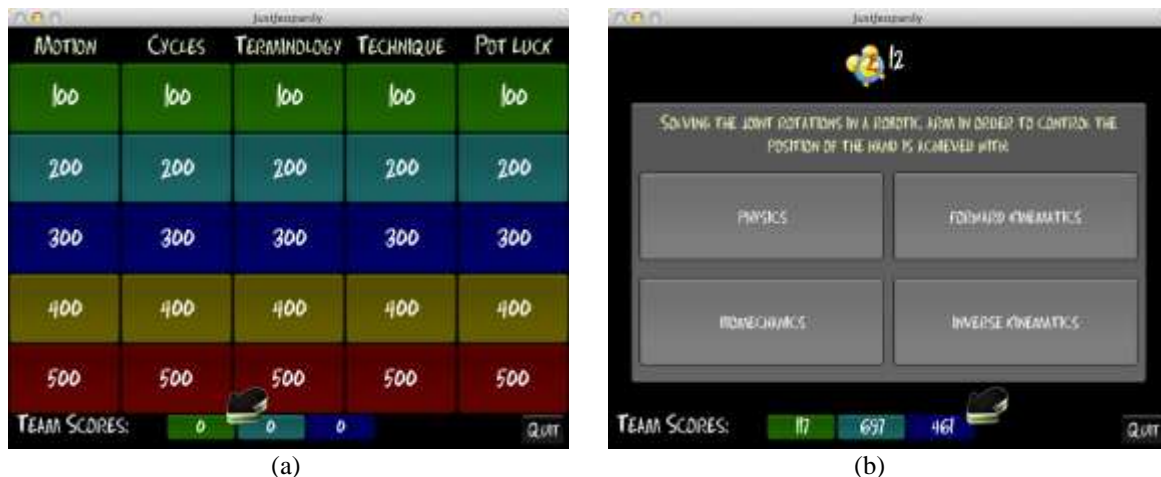 JustJeopardy
MOTION CYCLES TERMINOLOGY TECHNIQUE POT LUCK
100 100 100 100 100
200 200 200 200 200
300 300 300 300 300
400 400 400 400 400
500 500 500 500 500
TEAM SCORES: 0 0 0 QUIT
(a)
JustJeopardy
12
SOLVING THE JOINT ROTATIONS IN A ROBOTIC ARM IN ORDER TO CONTROL THE
POSITION OF THE HAND IS ACHIEVED WITH:
PHYSICS FORWARD KINEMATICS
BIOMECHANICS INVERSE KINEMATICS
TEAM SCORES: 117 697 461 QUIT
(b)